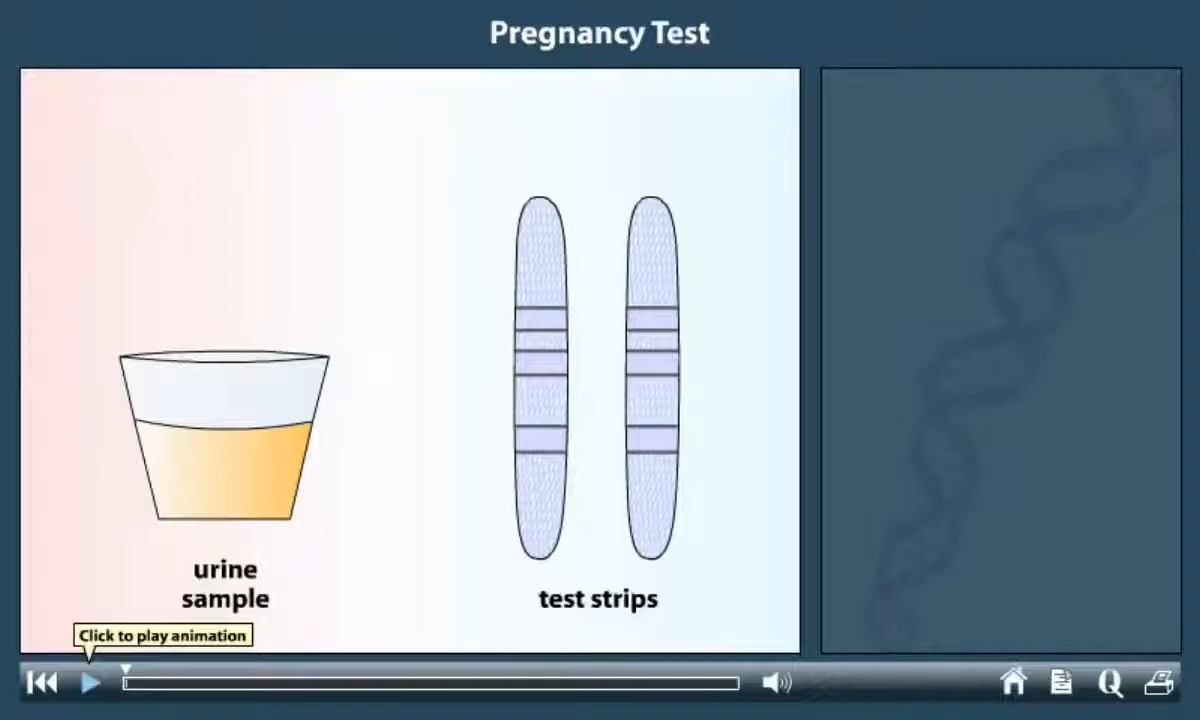 Pregnancy Test
urine
sample
test strips
Click to play animation
Q